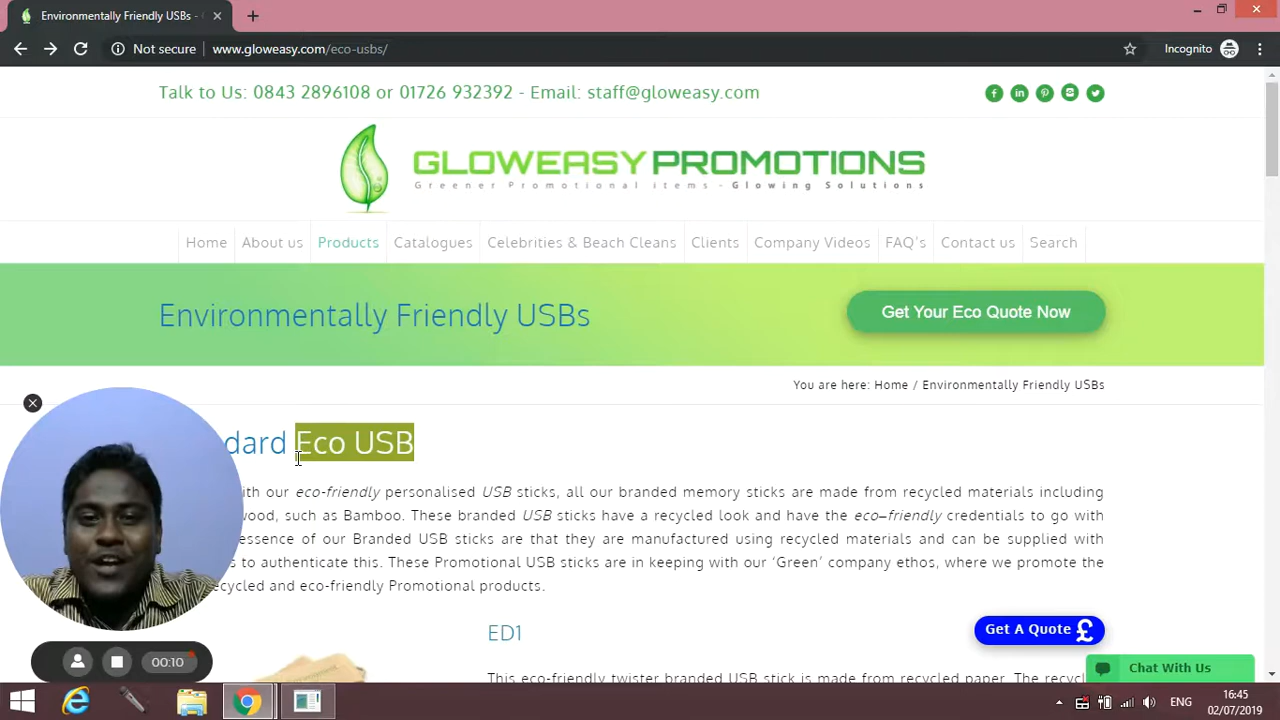 Environmentally Friendly USBs -
Not secure www.gloweasy.com/eco-usbs/ Incognito
Talk to Us: 0843 2896108 or 01726 932392 - Email: staff@gloweasy.com
GLOWEASY PROMOTIONS
Greener Promotional items - Glowing Solutions
Home About us Products Catalogues Celebrities & Beach Cleans Clients Company Videos FAQ's Contact us Search
Environmentally Friendly USBs
Get Your Eco Quote Now
You are here: Home / Environmentally Friendly USBs
dard Eco USB
ith our eco-friendly personalised USB sticks, all our branded memory sticks are made from recycled materials including
wood, such as Bamboo. These branded USB sticks have a recycled look and have the eco–friendly credentials to go with
essence of our Branded USB sticks are that they are manufactured using recycled materials and can be supplied with
s to authenticate this. These Promotional USB sticks are in keeping with our 'Green' company ethos, where we promote the
ecycled and eco-friendly Promotional products.
ED1
Get A Quote £
This eco-friendly twister branded USB stick is made from recycled paper. The recycl
Chat With Us
00:10
ENG
16:45
02/07/2019